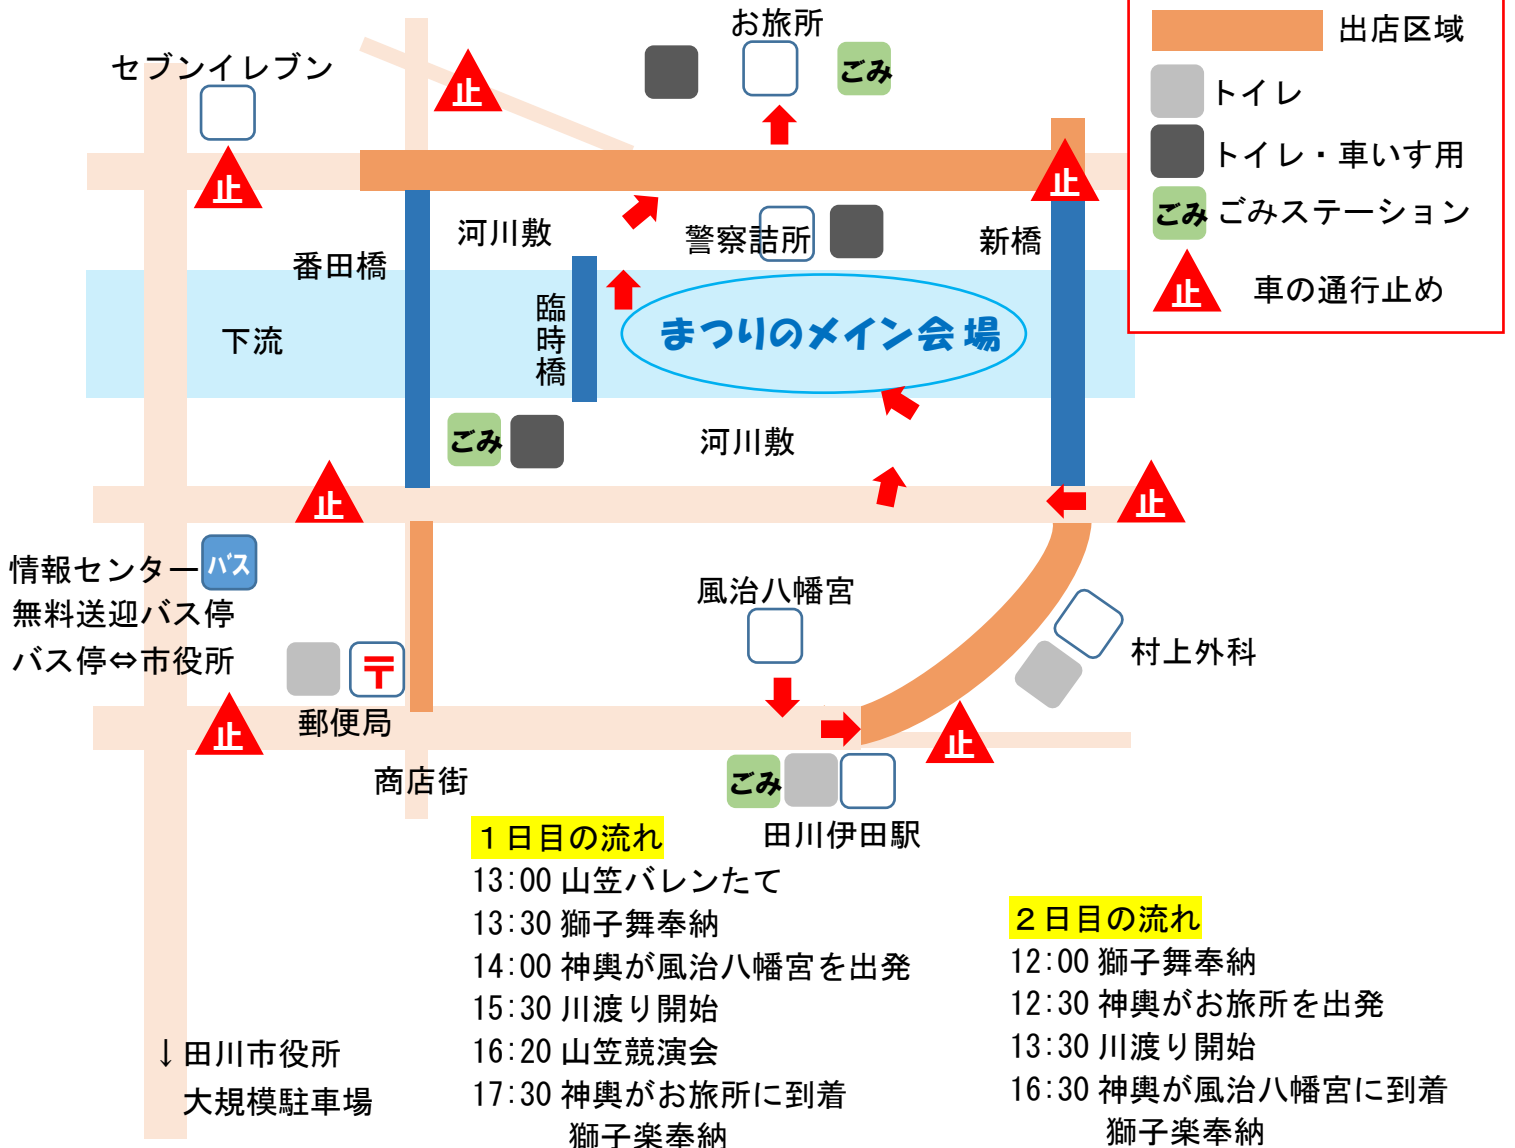 お旅所
出店区域
セブンイレブン
止
ごみ
トイレ
トイレ・車いす用
止
止
ごみ
ごみステーション
河川敷
警察詰所
新橋
番田橋
止
車の通行止め
臨時橋
まつりのメイン会場
下流
ごみ
河川敷
止
止
情報センター
バス
無料送迎バス停
バス停⇔市役所
風治八幡宮
村上外科
〒
郵便局
止
止
商店街
ごみ
田川伊田駅
1日目の流れ
13:00 山笠バレンたて
13:30 獅子舞奉納
14:00 神輿が風治八幡宮を出発
15:30 川渡り開始
16:20 山笠競演会
17:30 神輿がお旅所に到着
獅子楽奉納
2日目の流れ
12:00 獅子舞奉納
12:30 神輿がお旅所を出発
13:30 川渡り開始
16:30 神輿が風治八幡宮に到着
獅子楽奉納
↓田川市役所
大規模駐車場